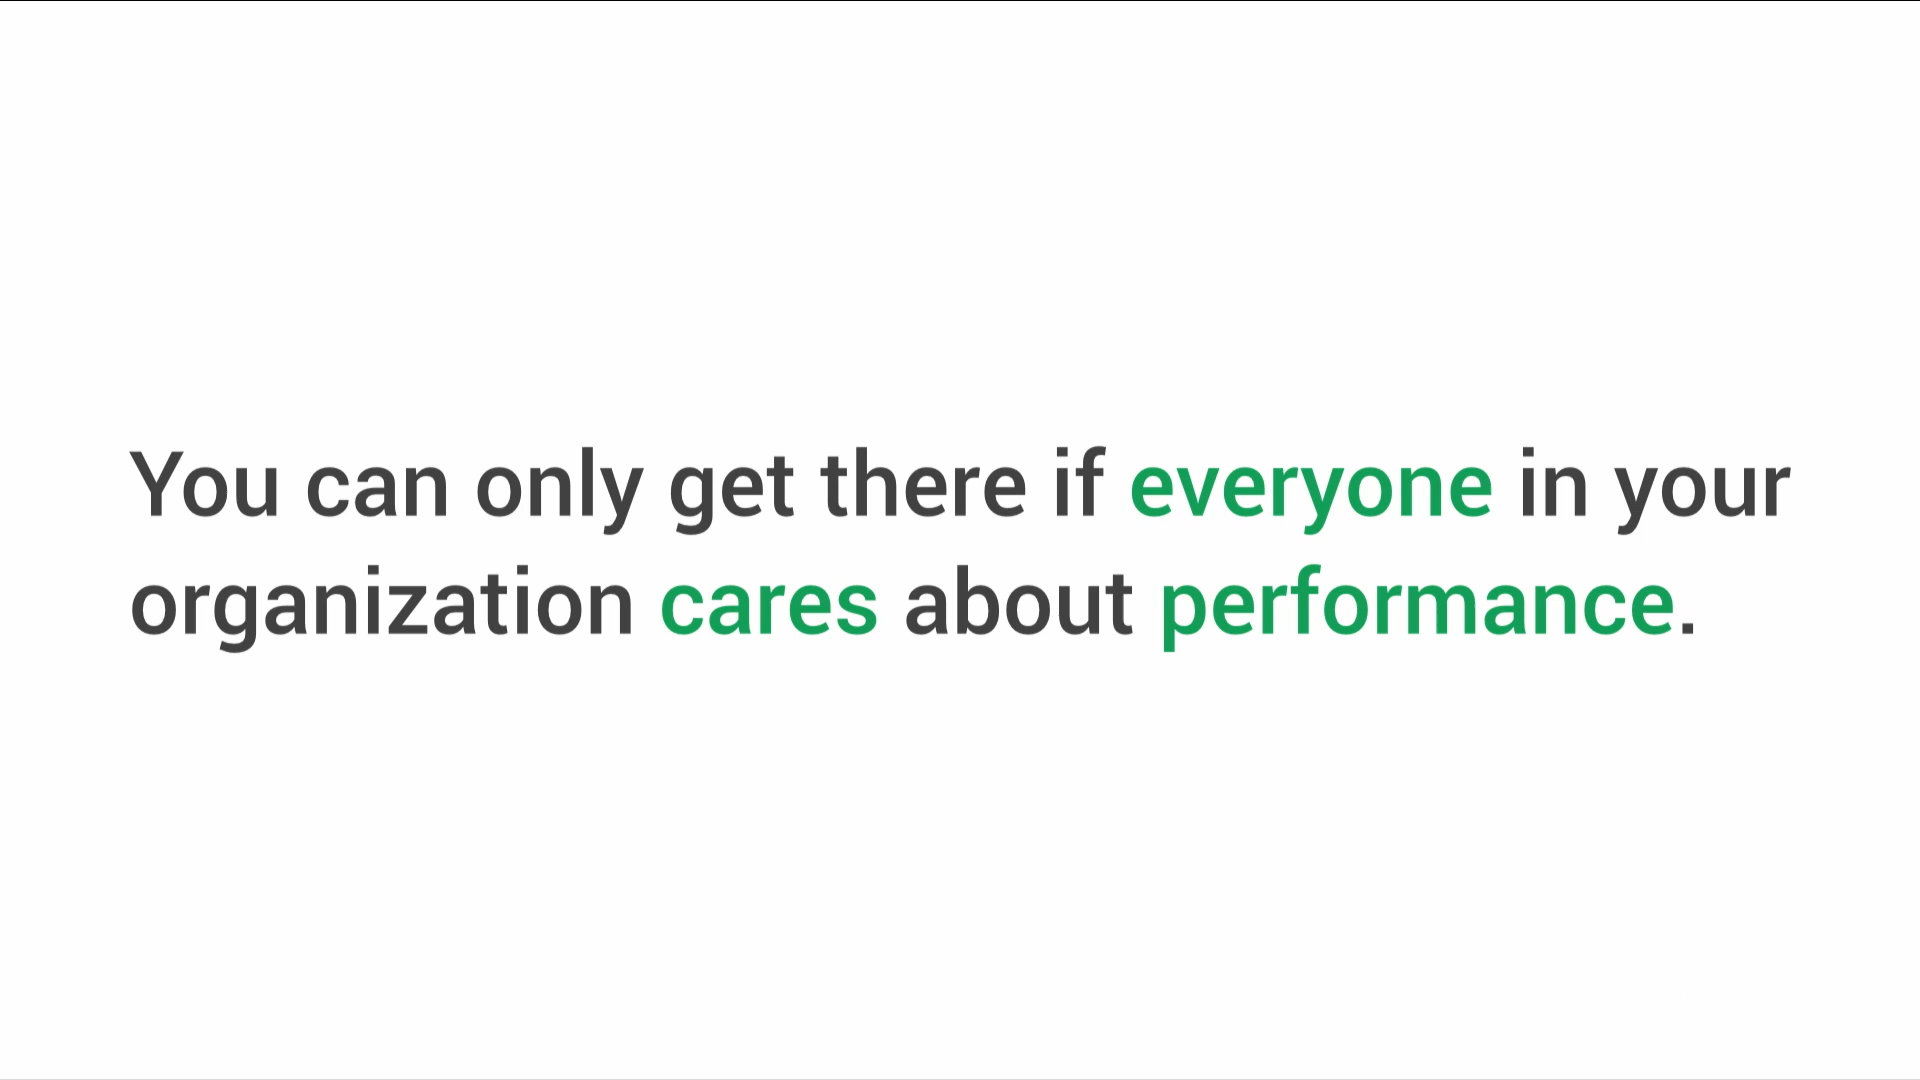 You can only get there if everyone in your
organization cares about performance.